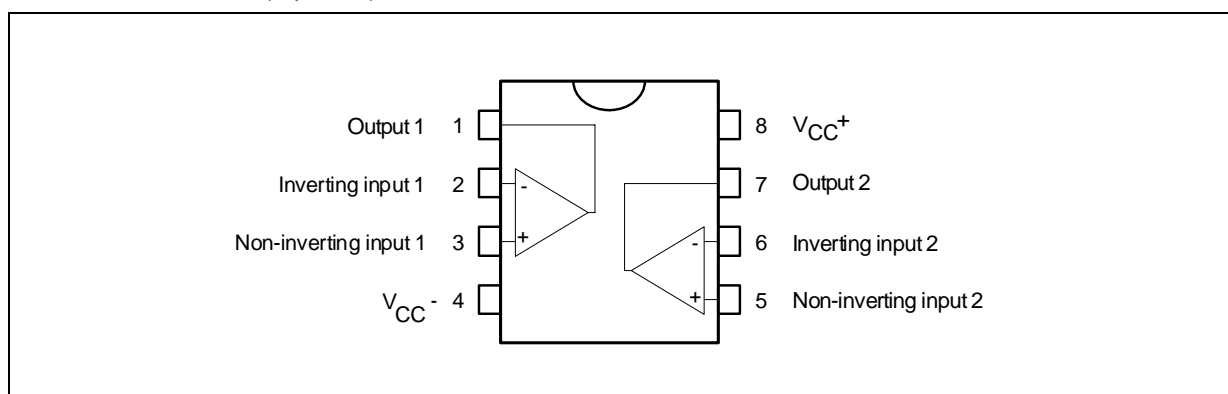 Output 1 1
8 VCC+
Inverting input 1 2
-
7 Output 2
Non-inverting input 1 3
+
-
6 Inverting input 2
VCC- 4
+
5 Non-inverting input 2